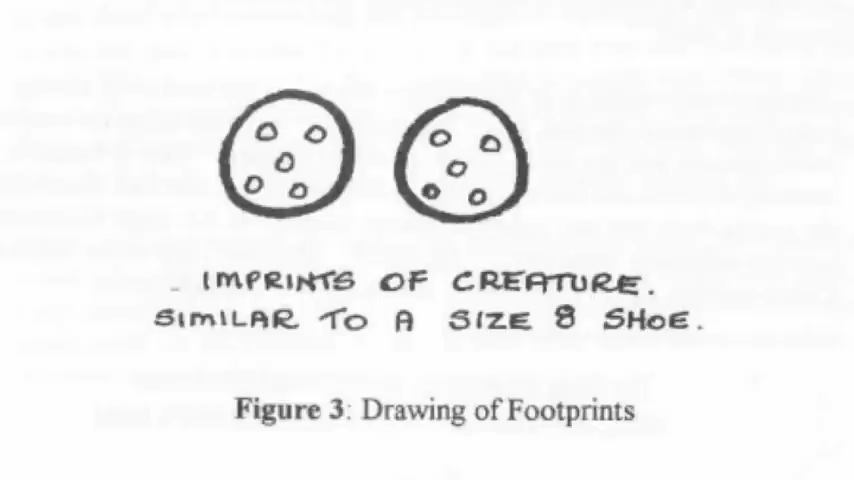 IMPRINTS OF CREATURE.
SIMILAR TO A SIZE 8 SHOE.
Figure 3: Drawing of Footprints